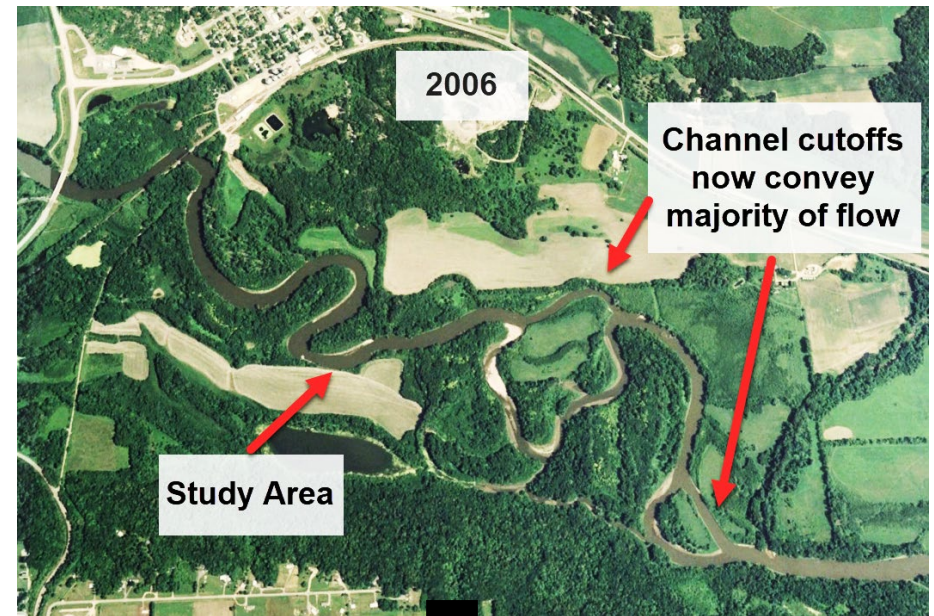 2006
Channel cutoffs
now convey
majority of flow
Study Area